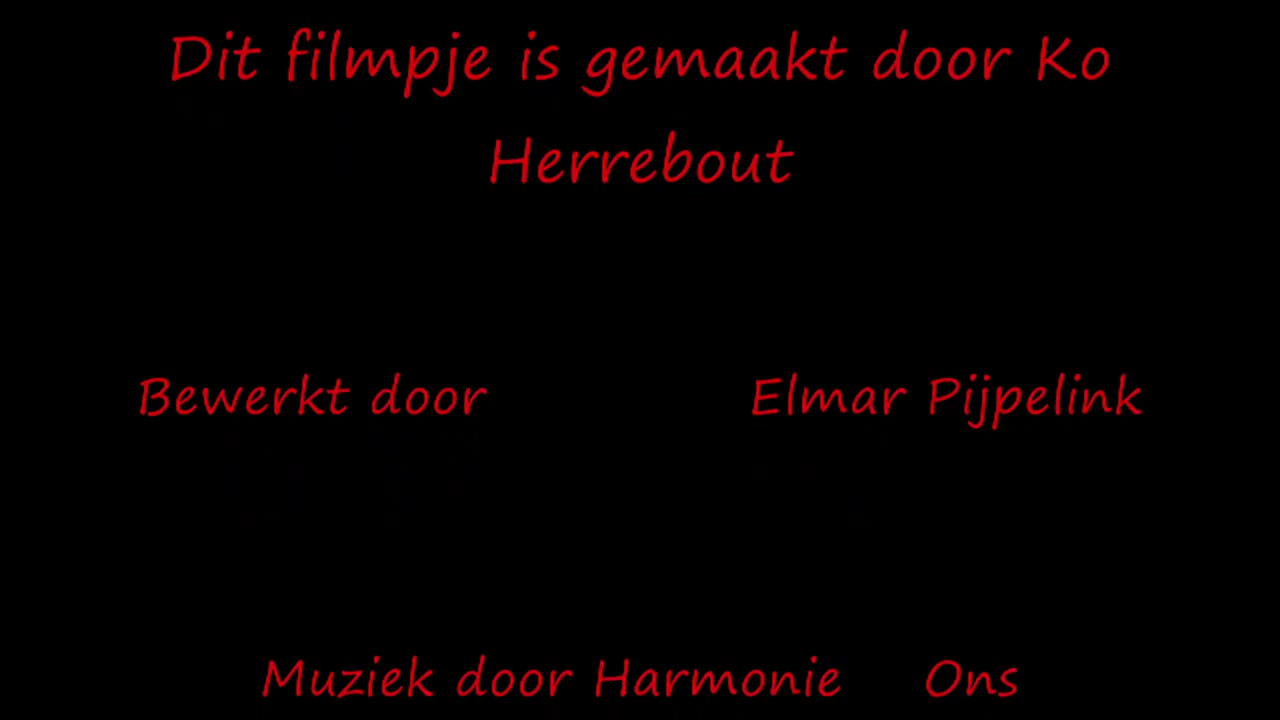 Dit filmpje is gemaakt door Ko
Herrebout
Bewerkt door Elmar Pijpelink
Muziek door Harmonie Ons